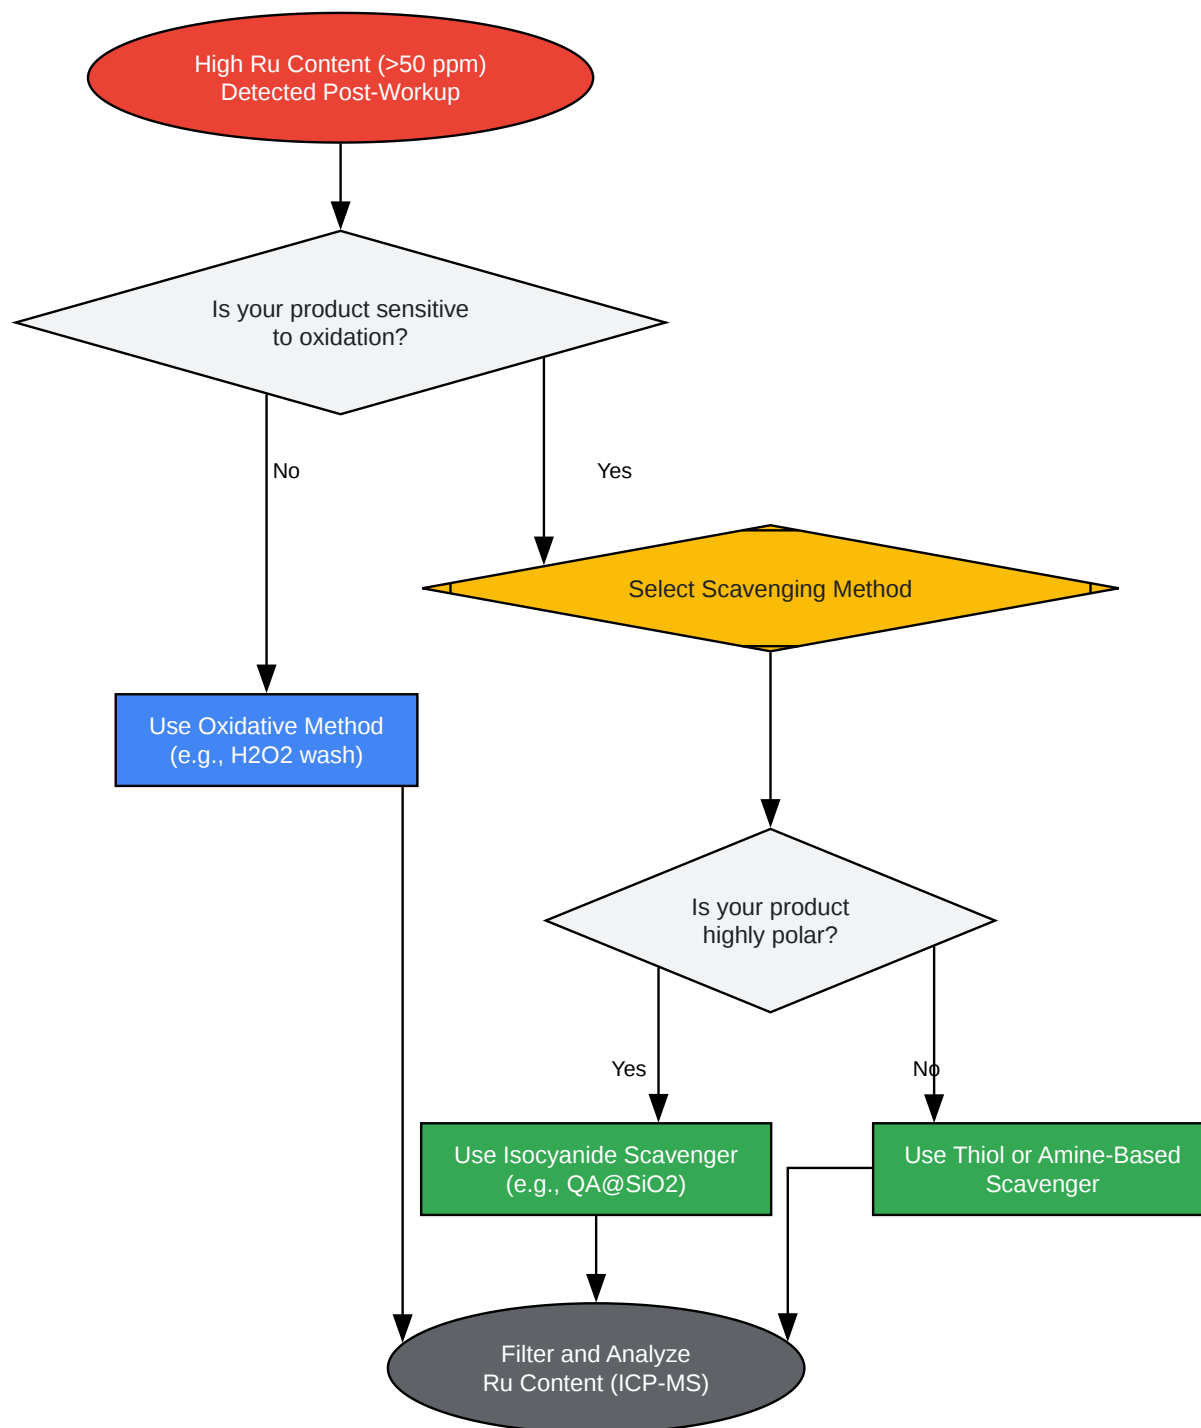 High Ru Content (>50 ppm)
Detected Post-Workup
Is your product sensitive
to oxidation?
No
Yes
Select Scavenging Method
Use Oxidative Method
(e.g., H2O2 wash)
Is your product
highly polar?
Yes
No
Use Isocyanide Scavenger
(e.g., QA@SiO2)
Use Thiol or Amine-Based
Scavenger
Filter and Analyze
Ru Content (ICP-MS)